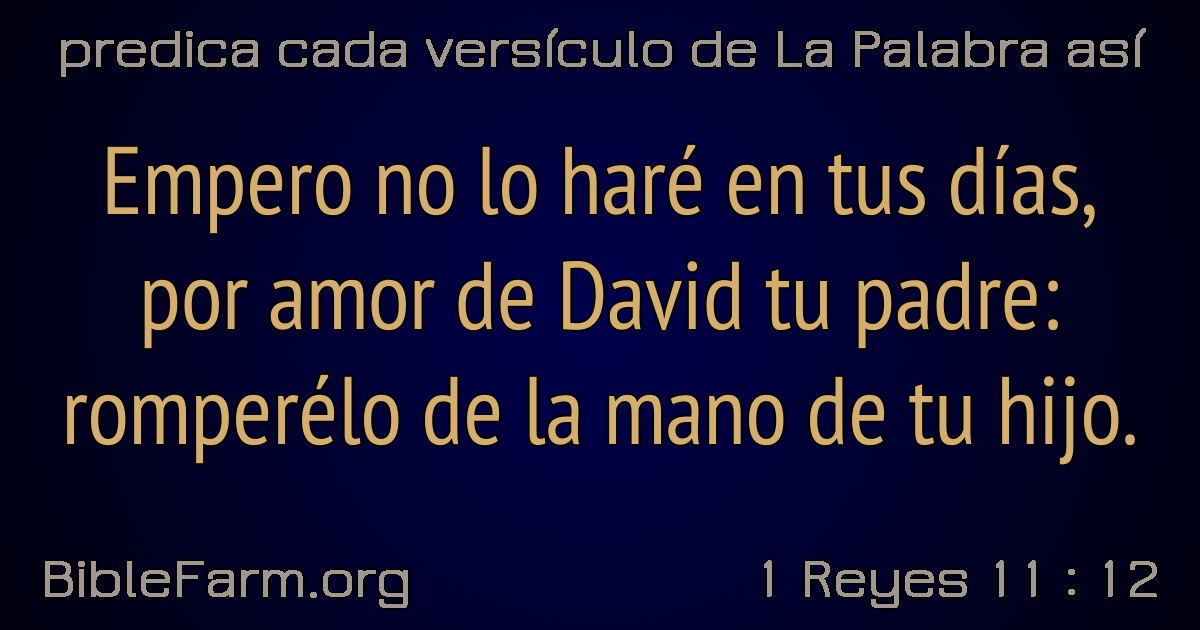 predica cada versículo de La Palabra así
Empero no lo haré en tus días,
por amor de David tu padre:
romperélo de la mano de tu hijo.
BibleFarm.org
1 Reyes 11 : 12